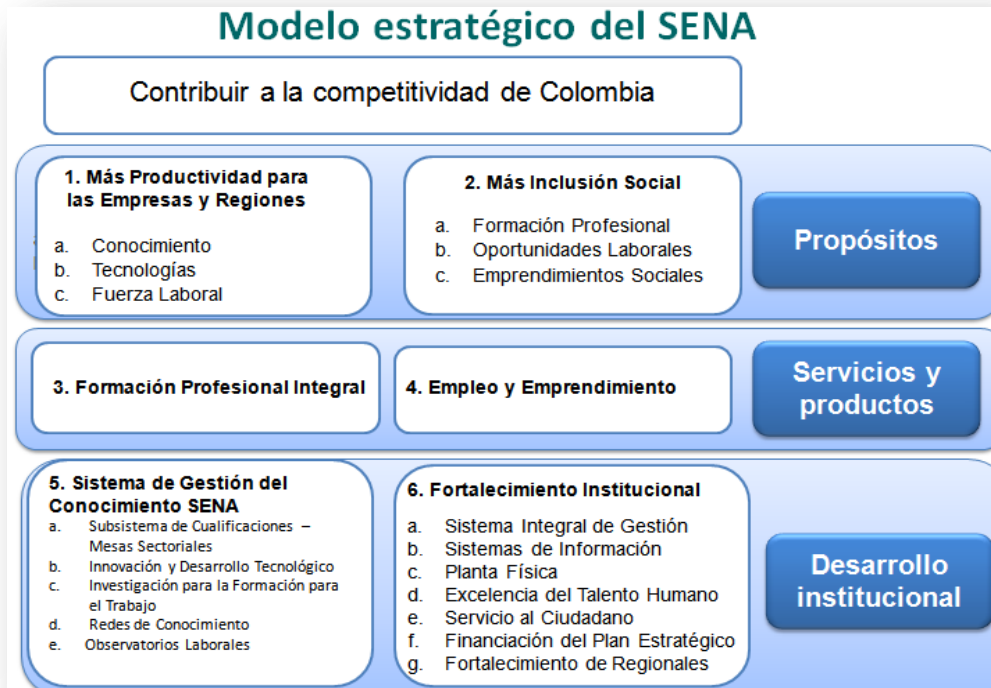 Modelo estratégico del SENA
Contribuir a la competitividad de Colombia
1. Más Productividad para
las Empresas y Regiones
a. Conocimiento
b. Tecnologías
c. Fuerza Laboral
2. Más Inclusión Social
a. Formación Profesional
b. Oportunidades Laborales
c. Emprendimientos Sociales
Propósitos
3. Formación Profesional Integral
4. Empleo y Emprendimiento
Servicios y
productos
5. Sistema de Gestión del
Conocimiento SENA
a. Subsistema de Cualificaciones –
Mesas Sectoriales
b. Innovación y Desarrollo Tecnológico
c. Investigación para la Formación para
el Trabajo
d. Redes de Conocimiento
e. Observatorios Laborales
6. Fortalecimiento Institucional
a. Sistema Integral de Gestión
b. Sistemas de Información
c. Planta Física
d. Excelencia del Talento Humano
e. Servicio al Ciudadano
f. Financiación del Plan Estratégico
g. Fortalecimiento de Regionales
Desarrollo
institucional